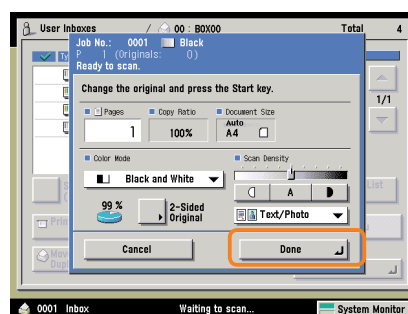 User Inboxes / 00 : BOX00 Total 4
Job No.: 0001 Black
P 1 (Originals: 0)
Ready to scan.
Change the original and press the Start key.
Pages Copy Ratio Document Size
1 100% Auto A4
1/1
Color Mode Scan Density
Black and White
A
99 % 2-Sided Original
Text/Photo
List
Prin
Cancel Done
Mov
Dupl
0001 Inbox Waiting to scan... System Monitor